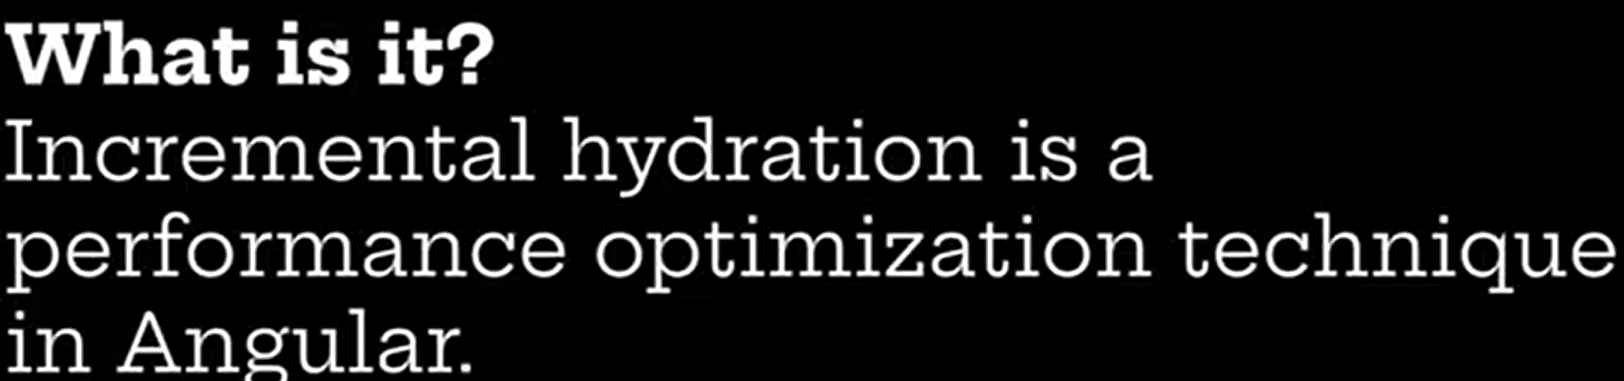 What is it?
Incremental hydration is a
performance optimization technique
in Angular.